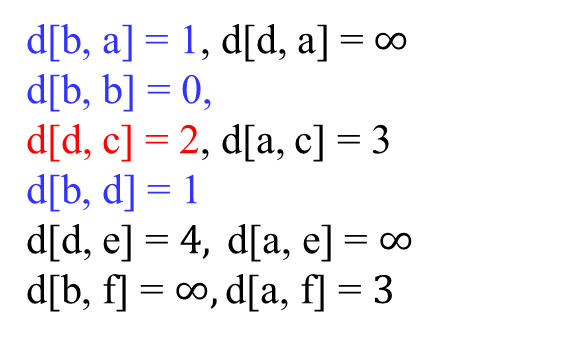 d[b, a] = 1, d[d, a] = ∞
d[b, b] = 0,
d[d, c] = 2, d[a, c] = 3
d[b, d] = 1
d[d, e] = 4, d[a, e] = ∞
d[b, f] = ∞, d[a, f] = 3